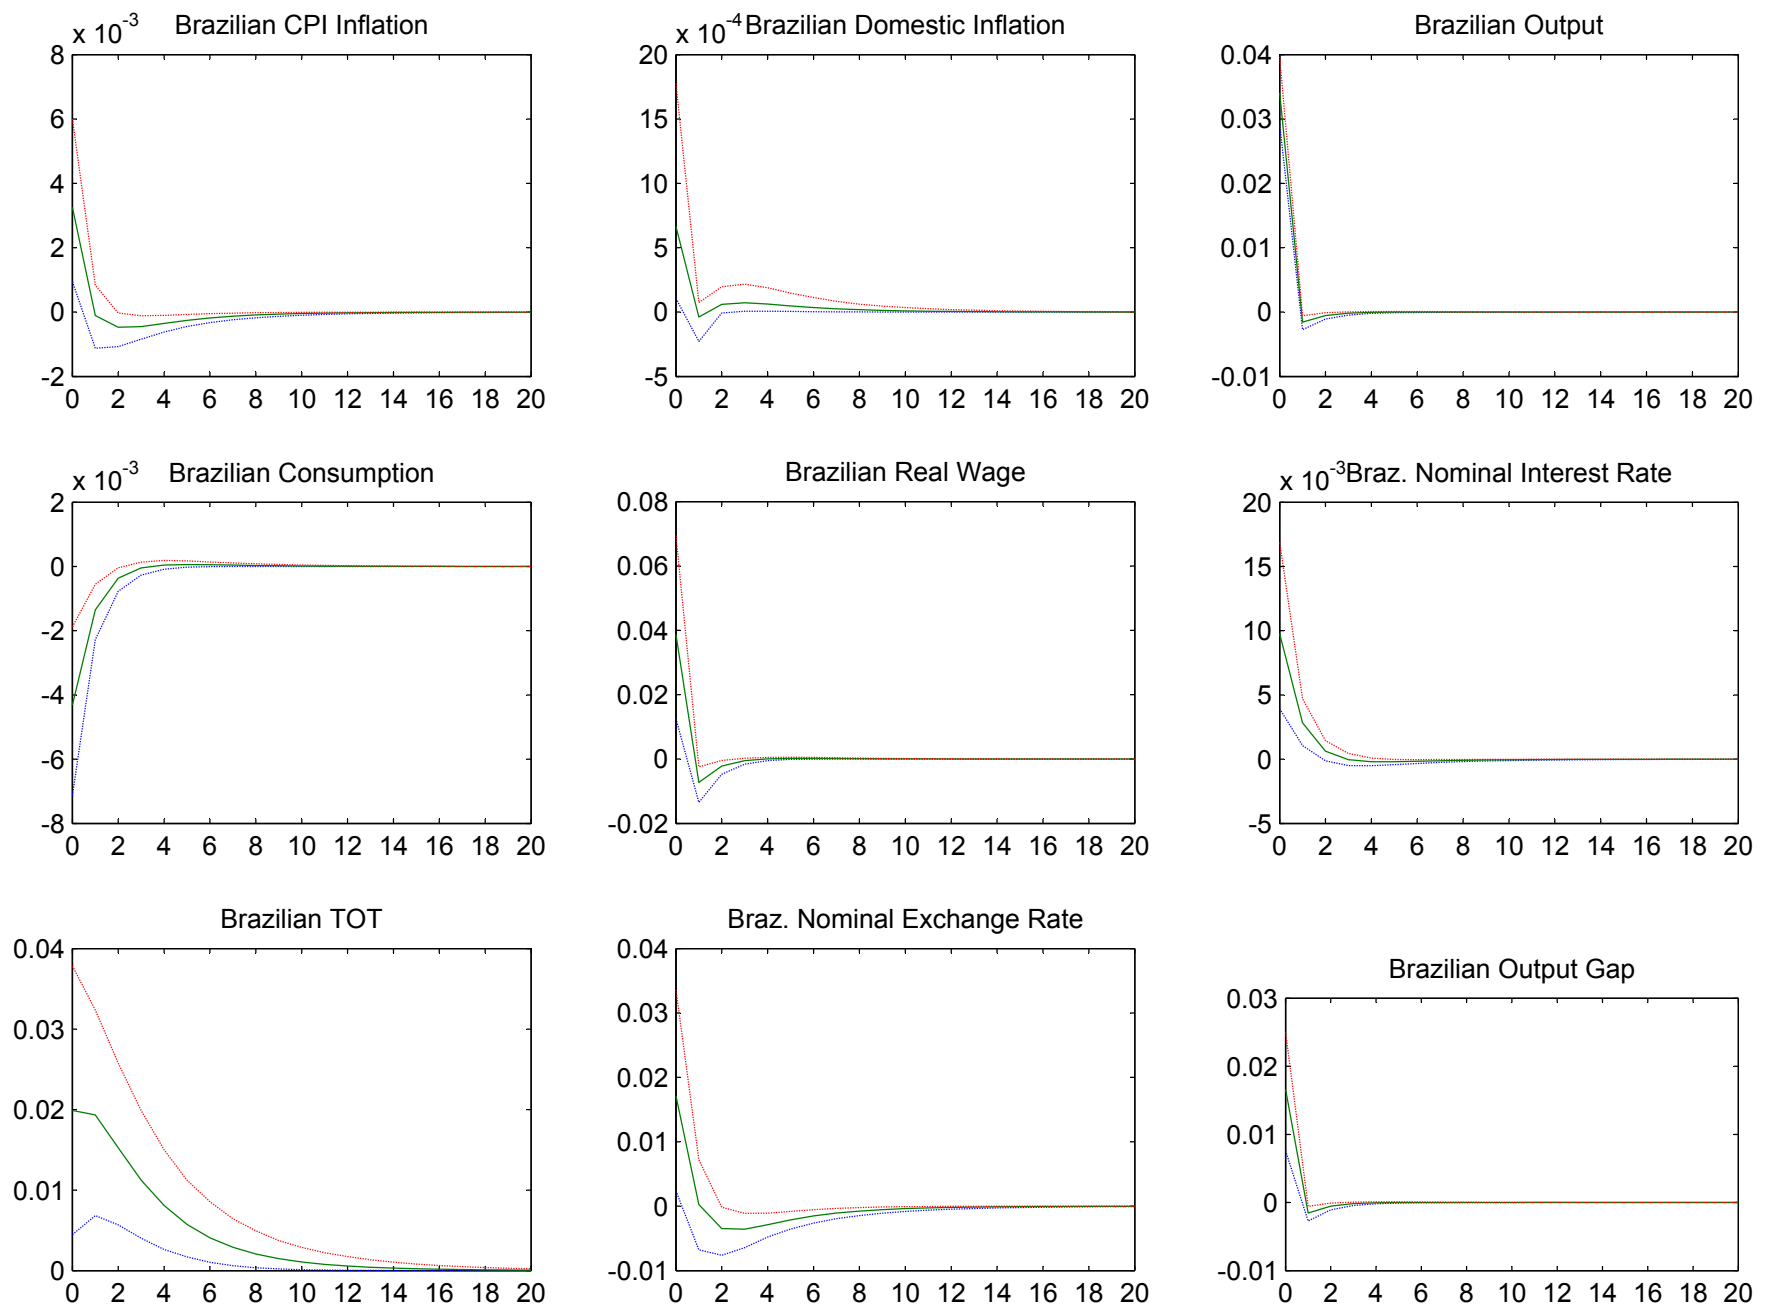 x 10-3 Brazilian CPI Inflation
8
6
4
2
0
-2
0 2 4 6 8 10 12 14 16 18 20
x 10-4 Brazilian Domestic Inflation
20
15
10
5
0
-5
0 2 4 6 8 10 12 14 16 18 20
Brazilian Output
0.04
0.03
0.02
0.01
0
-0.01
0 2 4 6 8 10 12 14 16 18 20
x 10-3 Brazilian Consumption
2
0
-2
-4
-6
-8
0 2 4 6 8 10 12 14 16 18 20
Brazilian Real Wage
0.08
0.06
0.04
0.02
0
-0.02
0 2 4 6 8 10 12 14 16 18 20
x 10-3 Braz. Nominal Interest Rate
20
15
10
5
0
-5
0 2 4 6 8 10 12 14 16 18 20
Brazilian TOT
0.04
0.03
0.02
0.01
0
0 2 4 6 8 10 12 14 16 18 20
Braz. Nominal Exchange Rate
0.04
0.03
0.02
0.01
0
-0.01
0 2 4 6 8 10 12 14 16 18 20
Brazilian Output Gap
0.03
0.02
0.01
0
-0.01
0 2 4 6 8 10 12 14 16 18 20